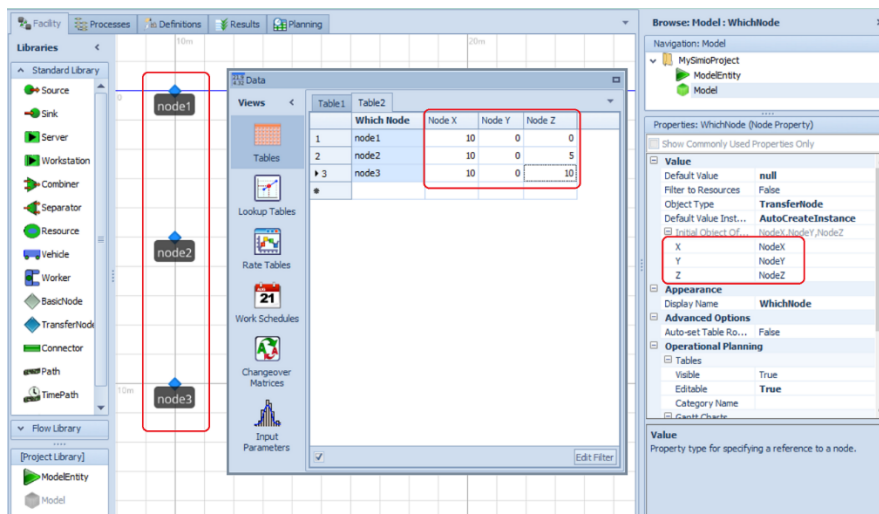 Facility Processes Definitions Results Planning
Libraries <
Standard Library
Source
Sink
Server
Workstation
Combiner
Separator
Resource
Vehicle
Worker
BasicNode
TransferNode
Connector
Path
TimePath
Flow Library
[Project Library]
ModelEntity
Model
10m
20m
0
10m
node1
node2
node3
Data
Views <
Tables
Lookup Tables
Rate Tables
21
Work Schedules
Changeover
Matrices
Input
Parameters
Table1 Table2
Which Node Node X Node Y Node Z
1 node1 10 0 0
2 node2 10 0 5
3 node3 10 0 10
Edit Filter
Browse: Model : WhichNode
Navigation: Model
MySimioProject
ModelEntity
Model
Properties: WhichNode (Node Property)
Show Commonly Used Properties Only
Value
Default Value null
Filter to Resources False
Object Type TransferNode
Default Value Inst... AutoCreateInstance
Initial Object Of... NodeX,NodeY,NodeZ
X NodeX
Y NodeY
Z NodeZ
Appearance
Display Name WhichNode
Advanced Options
Auto-set Table Ro... False
Operational Planning
Tables
Visible True
Editable True
Category Name
Gantt Charts
Value
Property type for specifying a reference to a node.